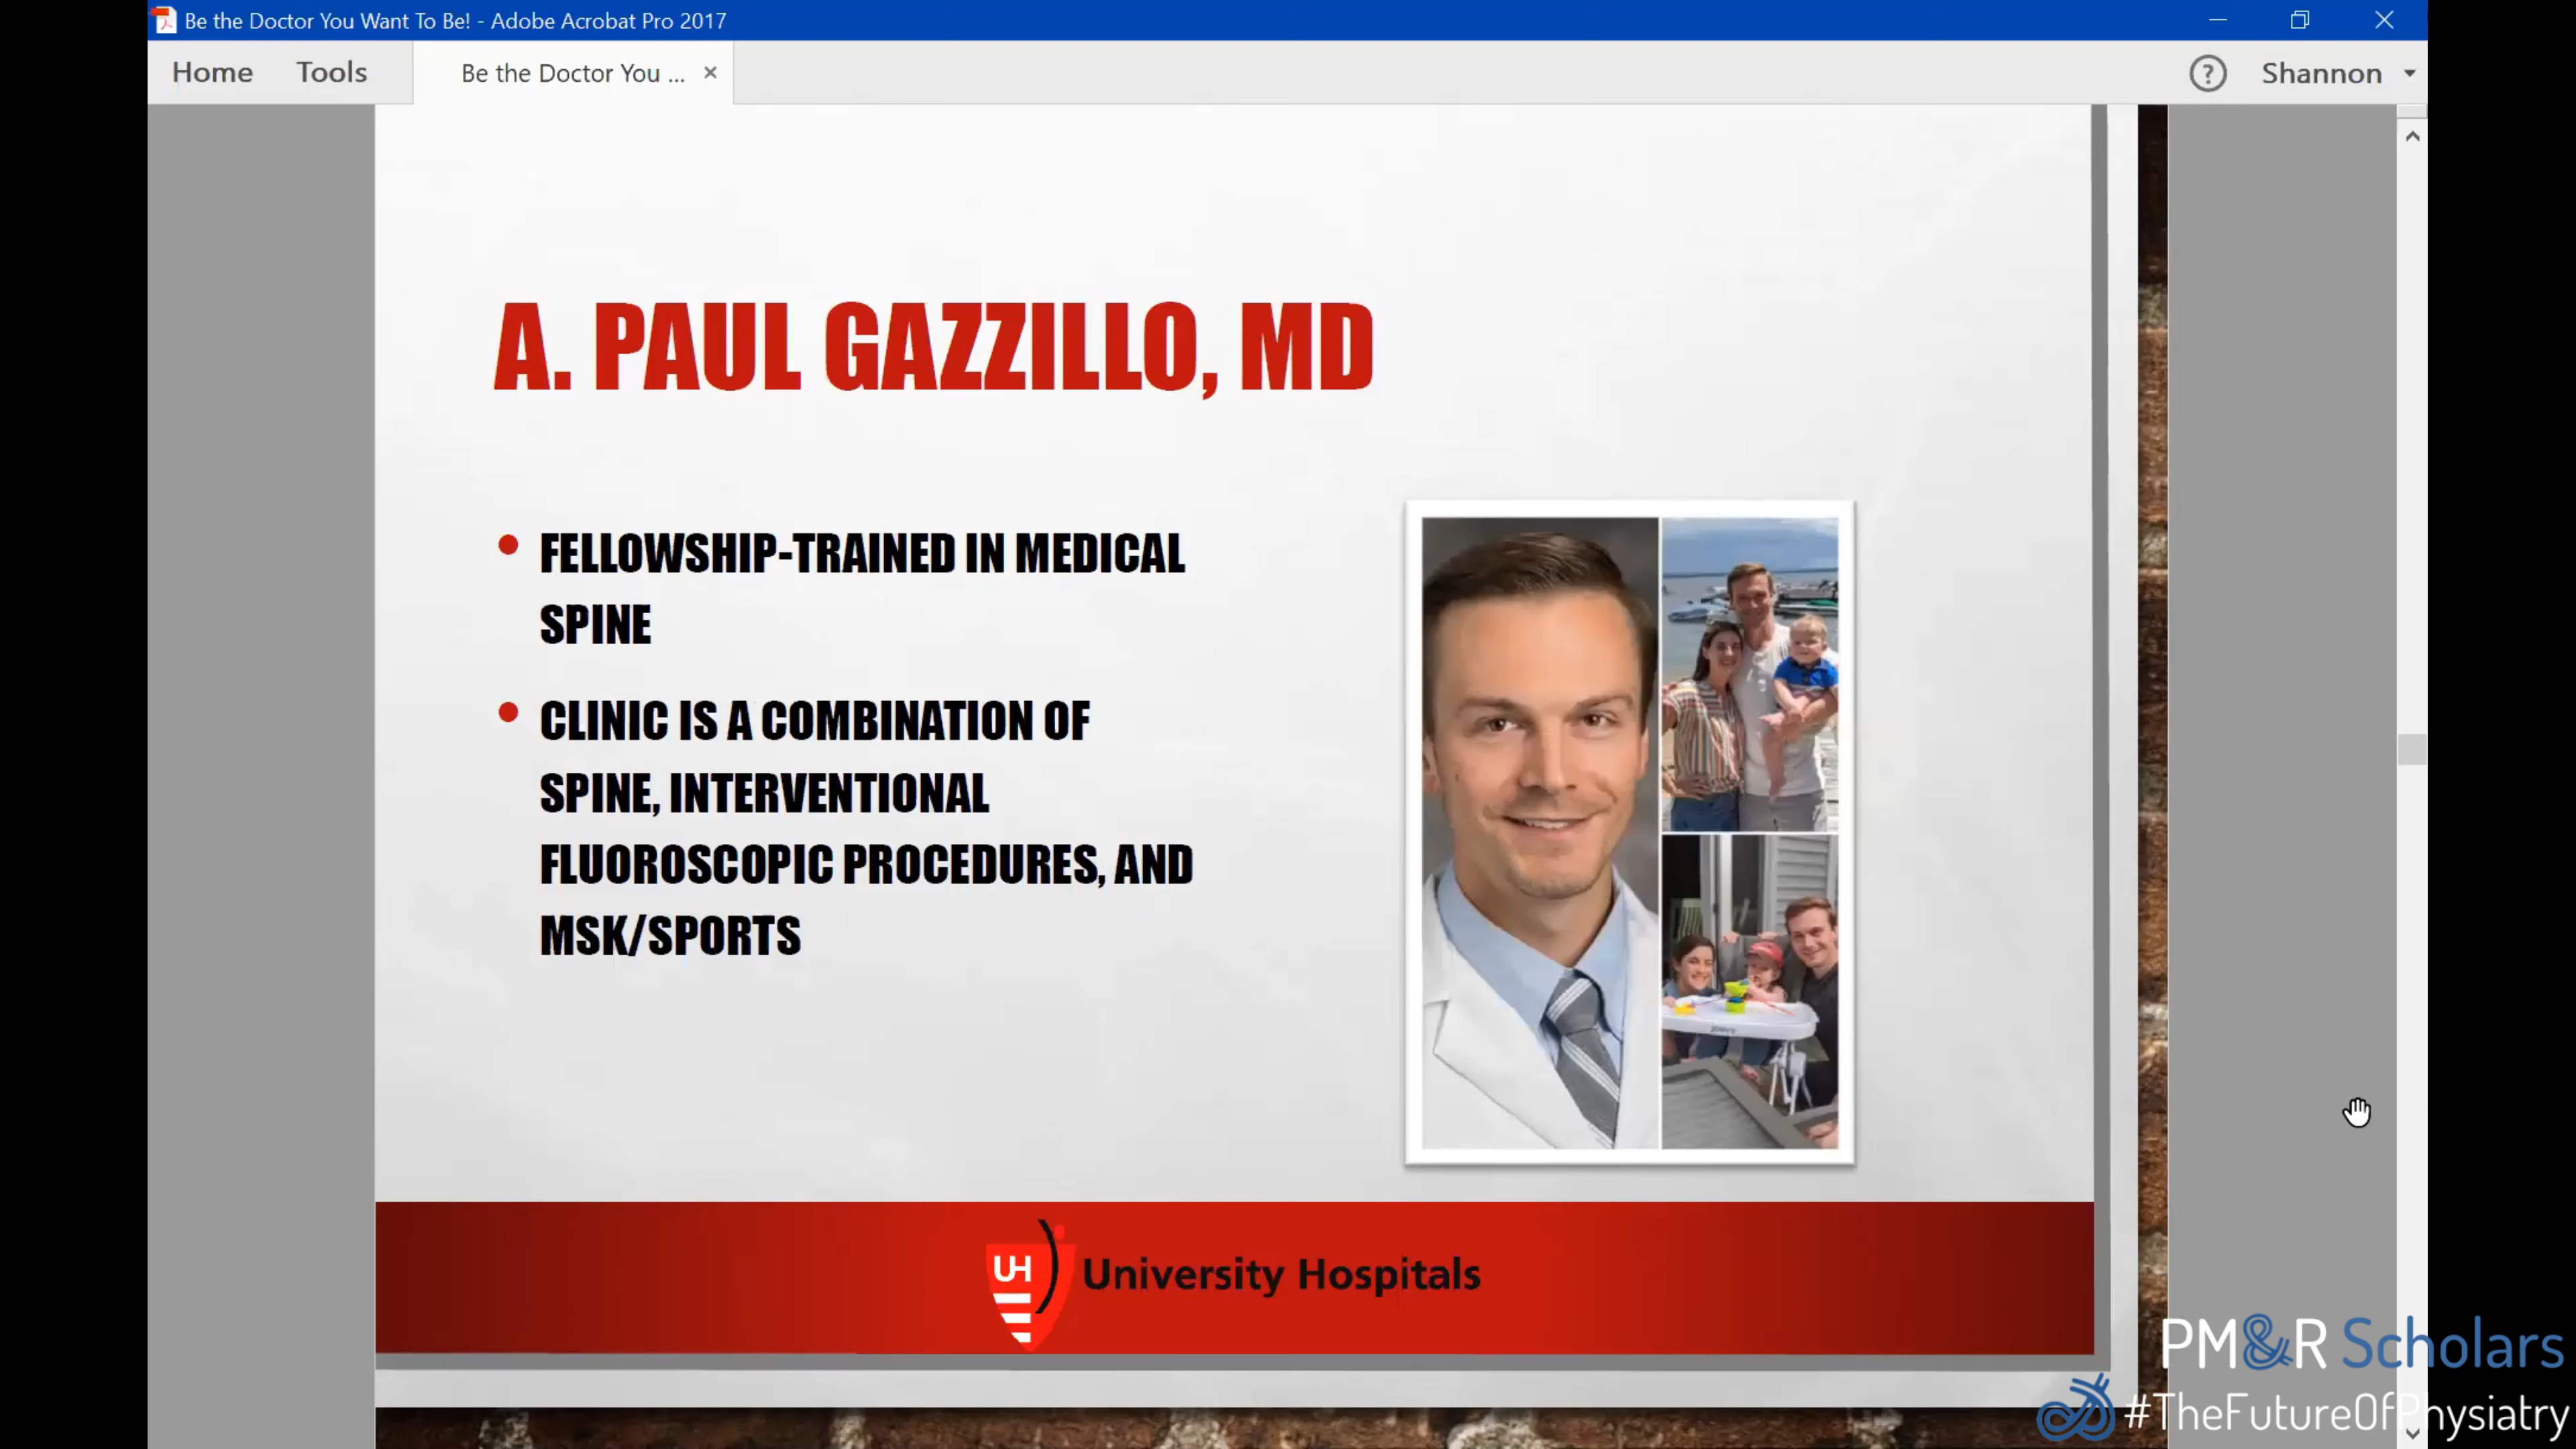 Be the Doctor You Want To Be! - Adobe Acrobat Pro 2017
Home Tools Be the Doctor You ... Shannon
A. PAUL GAZZILLO, MD
FELLOWSHIP-TRAINED IN MEDICAL
SPINE
CLINIC IS A COMBINATION OF
SPINE, INTERVENTIONAL
FLUOROSCOPIC PROCEDURES, AND
MSK/SPORTS
UH University Hospitals
PM&R Scholars
#TheFutureOfPhysiatry